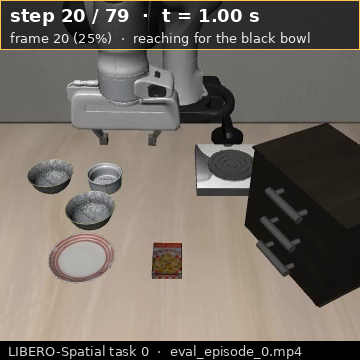 step 20 / 79 · t = 1.00 s
frame 20 (25%) · reaching for the black bowl
LIBERO-Spatial task 0 · eval_episode_0.mp4